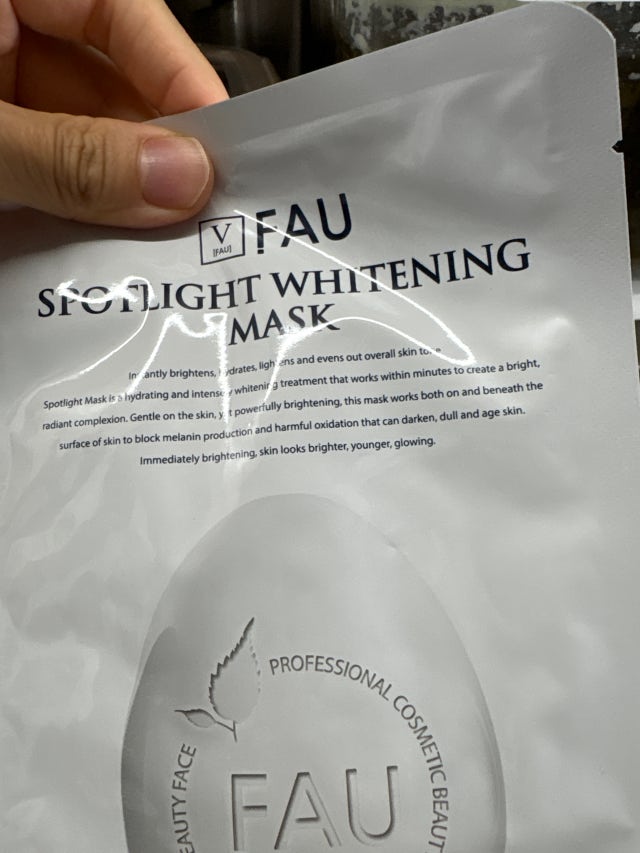 V
[FAU]
FAU
SPOTLIGHT WHITENING
MASK
Instantly brightens, hydrates, lightens and evens out overall skin tone
Spotlight Mask is a hydrating and intensely whitening treatment that works within minutes to create a bright,
radiant complexion. Gentle on the skin, yet powerfully brightening, this mask works both on and beneath the
surface of skin to block melanin production and harmful oxidation that can darken, dull and age skin.
Immediately brightening, skin looks brighter, younger, glowing.
PROFESSIONAL COSMETIC BEAUT
EAUTY FACE
FAU